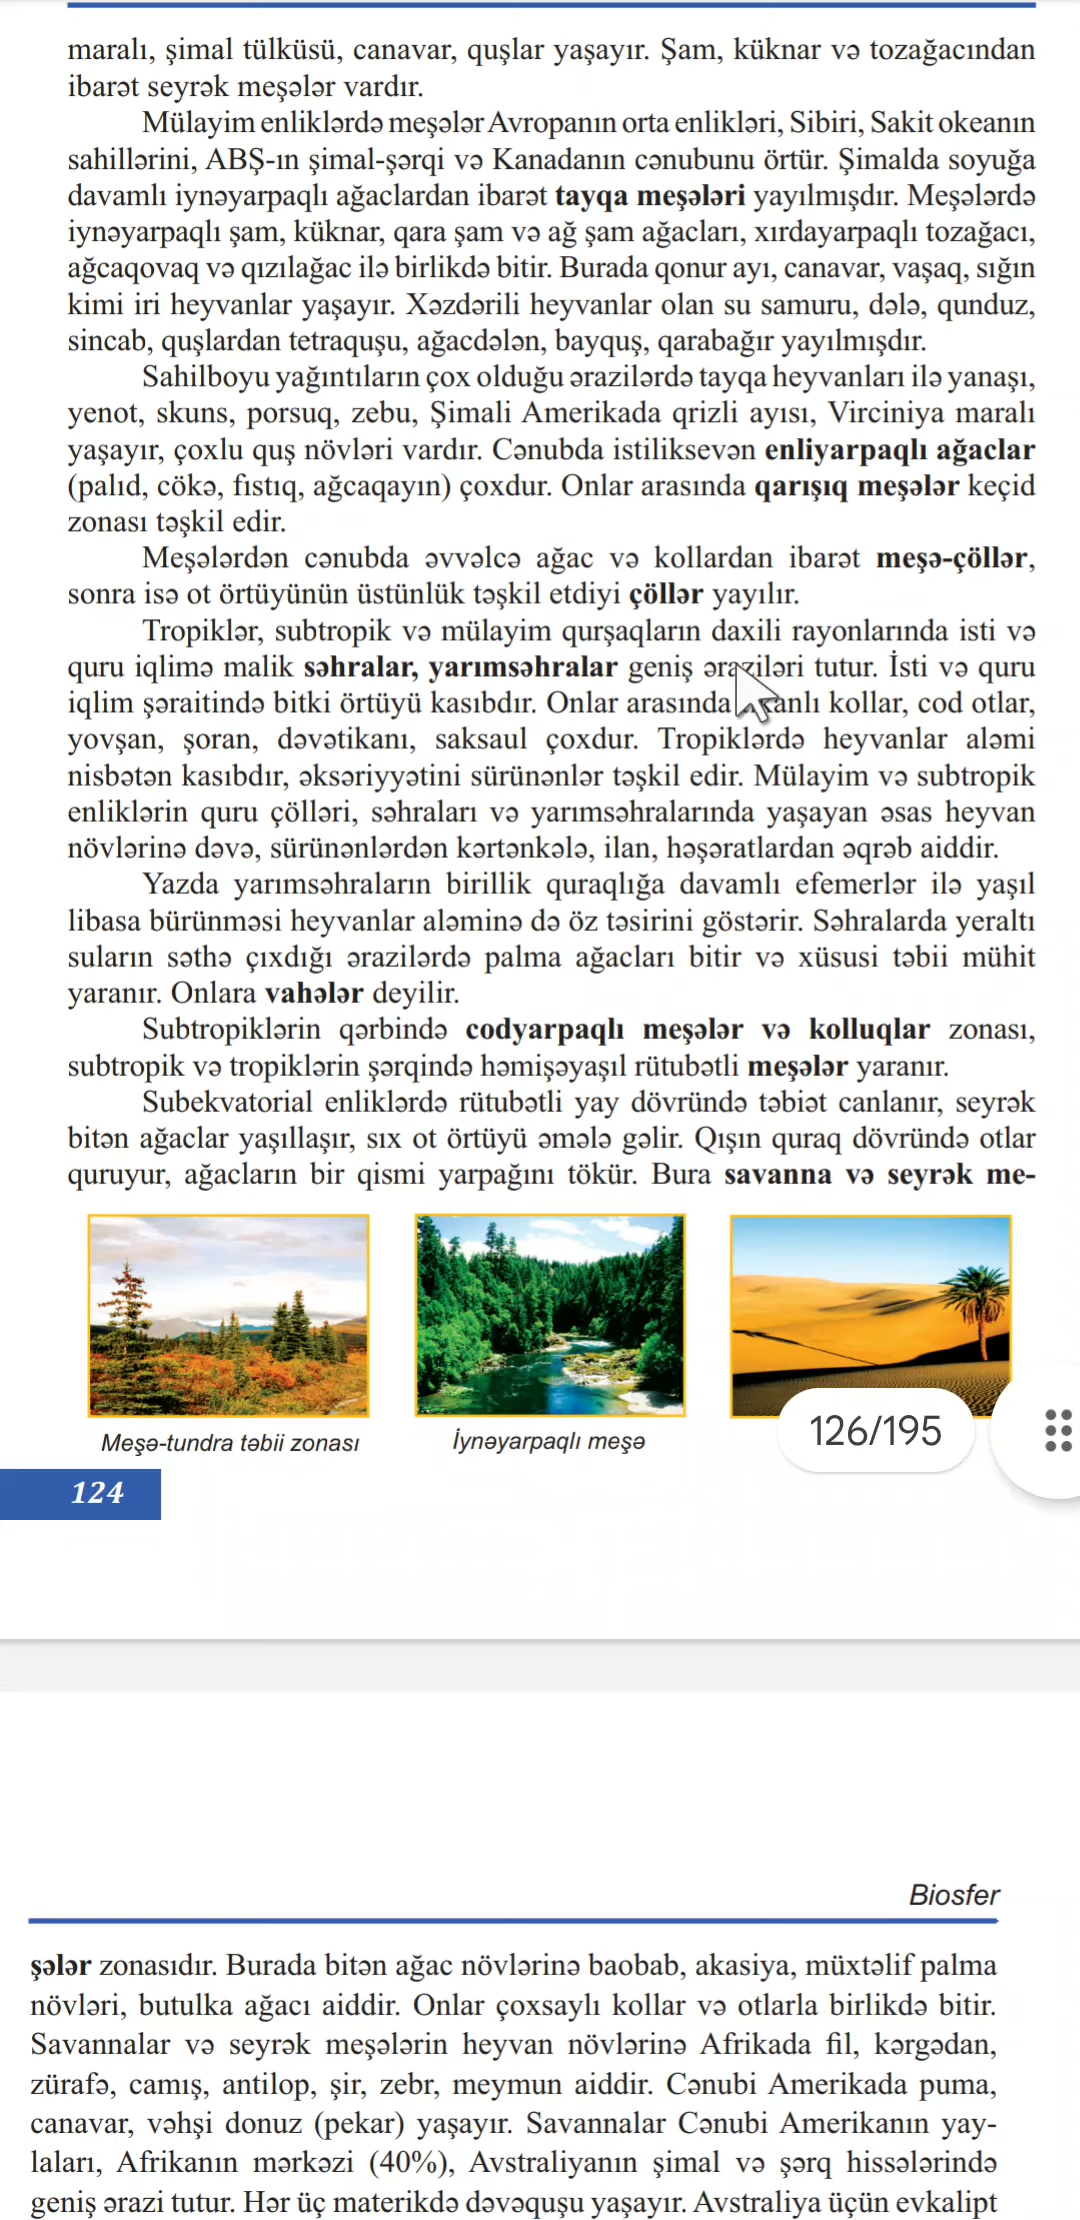 maralı, şimal tülküsü, canavar, quşlar yaşayır. Şam, küknar və tozağacından
ibarət seyrək meşələr vardır.
Mülayim enliklərdə meşələr Avropanın orta enlikləri, Sibiri, Sakit okeanın
sahillərini, ABŞ-ın şimal-şərqi və Kanadanın cənubunu örtür. Şimalda soyuğa
davamlı iynəyarpaqlı ağaclardan ibarət tayqa meşələri yayılmışdır. Meşələrdə
iynəyarpaqlı şam, küknar, qara şam və ağ şam ağacları, xırdayarpaqlı tozağacı,
ağcaqovaq və qızılağac ilə birlikdə bitir. Burada qonur ayı, canavar, vaşaq, sığın
kimi iri heyvanlar yaşayır. Xəzdərili heyvanlar olan su samuru, dələ, qunduz,
sincab, quşlardan tetraquşu, ağacdələn, bayquş, qarabağır yayılmışdır.
Sahilboyu yağıntıların çox olduğu ərazilərdə tayqa heyvanları ilə yanaşı,
yenot, skuns, porsuq, zebu, Şimali Amerikada qrizli ayısı, Virciniya maralı
yaşayır, çoxlu quş növləri vardır. Cənubda istiliksevən enliyarpaqlı ağaclar
(palıd, cökə, fıstıq, ağcaqayın) çoxdur. Onlar arasında qarışıq meşələr keçid
zonası təşkil edir.
Meşələrdən cənubda əvvəlcə ağac və kollardan ibarət meşə-çöllər,
sonra isə ot örtüyünün üstünlük təşkil etdiyi çöllər yayılır.
Tropiklər, subtropik və mülayim qurşaqların daxili rayonlarında isti və
quru iqlimə malik səhralar, yarımsəhralar geniş əraziləri tutur. İsti və quru
iqlim şəraitində bitki örtüyü kasıbdır. Onlar arasında kollar, cod otlar,
yovşan, şoran, dəvətikanı, saksaul çoxdur. Tropiklərdə heyvanlar aləmi
nisbətən kasıbdır, əksəriyyətini sürünənlər təşkil edir. Mülayim və subtropik
enliklərin quru çölləri, səhraları və yarımsəhralarında yaşayan əsas heyvan
növlərinə dəvə, sürünənlərdən kərtənkələ, ilan, həşəratlardan əqrəb aiddir.
Yazda yarımsəhraların birillik quraqlığa davamlı efemerlər ilə yaşıl
libasa bürünməsi heyvanlar aləminə də öz təsirini göstərir. Səhralarda yeraltı
suların səthə çıxdığı ərazilərdə palma ağacları bitir və xüsusi təbii mühit
yaranır. Onlara vahələr deyilir.
Subtropiklərin qərbində codyarpaqlı meşələr və kolluqlar zonası,
subtropik və tropiklərin şərqində həmişəyaşıl rütubətli meşələr yaranır.
Subekvatorial enliklərdə rütubətli yay dövründə təbiət canlanır, seyrək
bitən ağaclar yaşıllaşır, sıx ot örtüyü əmələ gəlir. Qışın quraq dövründə otlar
quruyur, ağacların bir qismi yarpağını tökür. Bura savanna və seyrək me-
Meşə-tundra təbii zonası
İynəyarpaqlı meşə
126/195
124
Biosfer
şələr zonasıdır. Burada bitən ağac növlərinə baobab, akasiya, müxtəlif palma
növləri, butulka ağacı aiddir. Onlar çoxsaylı kollar və otlarla birlikdə bitir.
Savannalar və seyrək meşələrin heyvan növlərinə Afrikada fil, kərgədan,
zürafə, camış, antilop, şir, zebr, meymun aiddir. Cənubi Amerikada puma,
canavar, vəhşi donuz (pekar) yaşayır. Savannalar Cənubi Amerikanın yay-
laları, Afrikanın mərkəzi (40%), Avstraliyanın şimal və şərq hissələrində
geniş ərazi tutur. Hər üç materikdə dəvəquşu yaşayır. Avstraliya üçün evkalipt